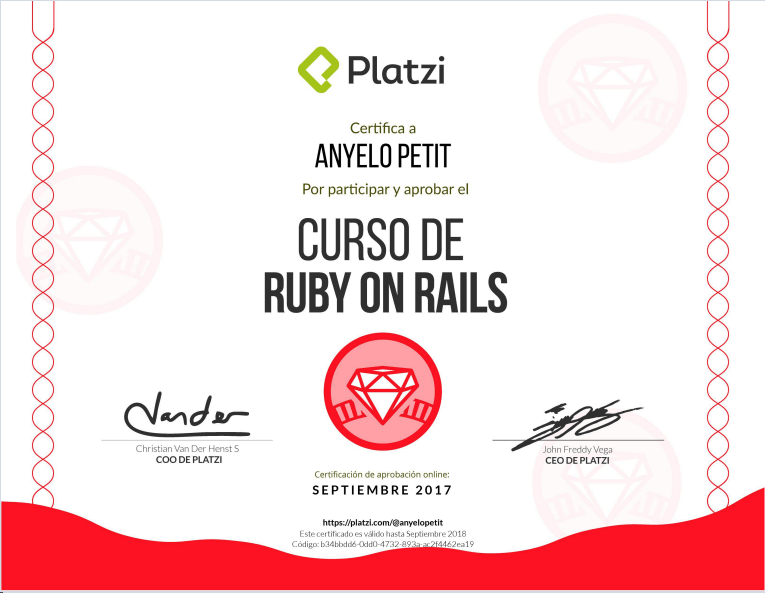 Platzi
Certifica a
ANYELO PETIT
Por participar y aprobar el
CURSO DE
RUBY ON RAILS
Vander
Christian Van Der Henst S
COO DE PLATZI
John Freddy Vega
CEO DE PLATZI
Certificación de aprobación online:
SEPTIEMBRE 2017
https://platzi.com/@anyelopetit
Este certificado es válido hasta Septiembre 2018
Código: b34bbdd6-0dd0-4732-893a-ac2f4462ea19